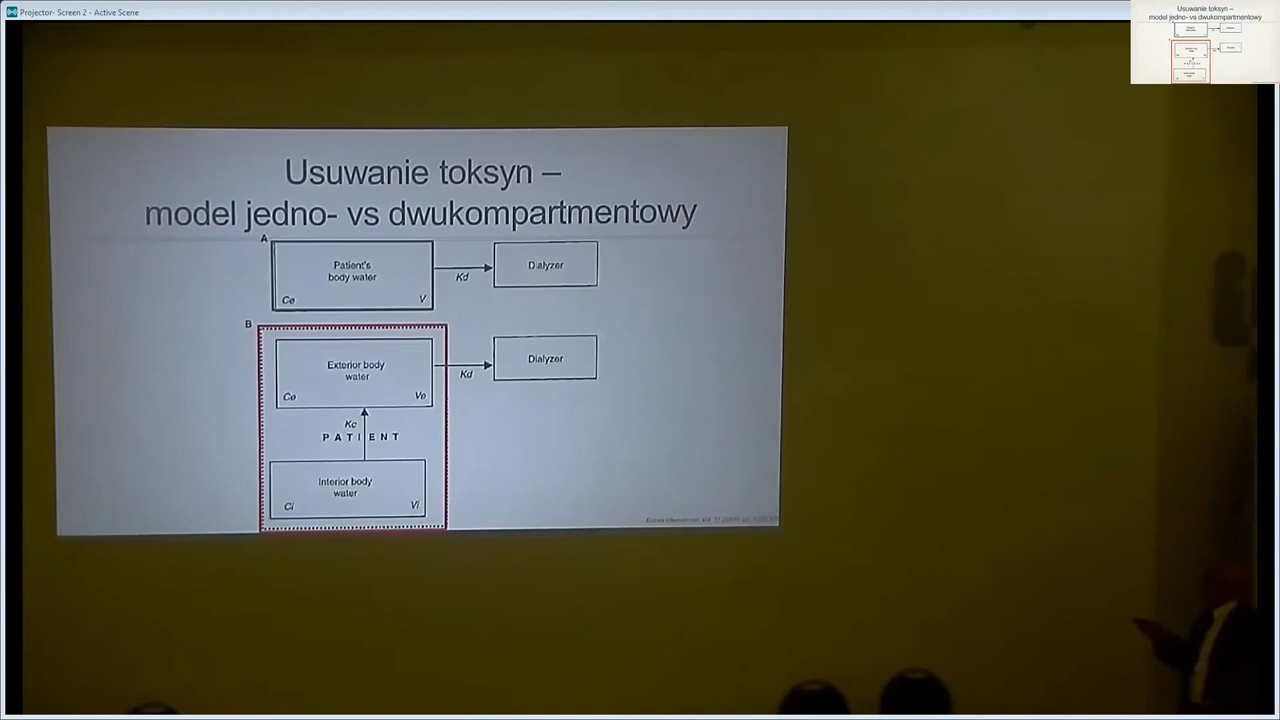 Projector- Screen 2 - Active Scene
Usuwanie toksyn –
model jedno- vs dwukompartmentowy
Usuwanie toksyn –
model jedno- vs dwukompartmentowy
A
Patient's
body water
Ce
V
Kd
Dialyzer
B
Exterior body
water
Ce
Ve
Kd
Dialyzer
Kc
PATIENT
Interior body
water
Ci
Vi